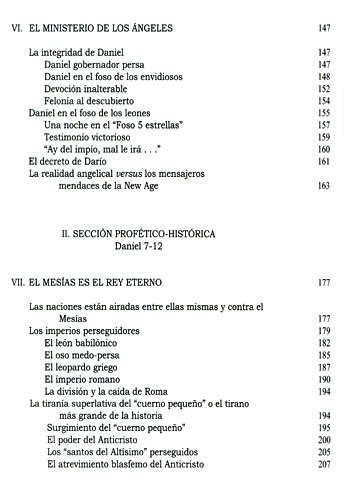 VI. EL MINISTERIO DE LOS ÁNGELES 147
La integridad de Daniel 147
Daniel gobernador persa 147
Daniel en el foso de los envidiosos 148
Devoción inalterable 152
Felonía al descubierto 154
Daniel en el foso de los leones 155
Una noche en el "Foso 5 estrellas" 157
Testimonio victorioso 159
"Ay del impío, mal le irá . . ." 160
El decreto de Darío 161
La realidad angelical versus los mensajeros
mendaces de la New Age 163
II. SECCIÓN PROFÉTICO-HISTÓRICA
Daniel 7-12
VII. EL MESÍAS ES EL REY ETERNO 177
Las naciones están airadas entre ellas mismas y contra el
Mesías 177
Los imperios perseguidores 179
El león babilónico 182
El oso medo-persa 185
El leopardo griego 187
El imperio romano 190
La división y la caída de Roma 194
La tiranía superlativa del "cuerno pequeño" o el tirano
más grande de la historia 194
Surgimiento del "cuerno pequeño" 195
El poder del Anticristo 200
Los "santos del Altísimo" perseguidos 205
El atrevimiento blasfemo del Anticristo 207